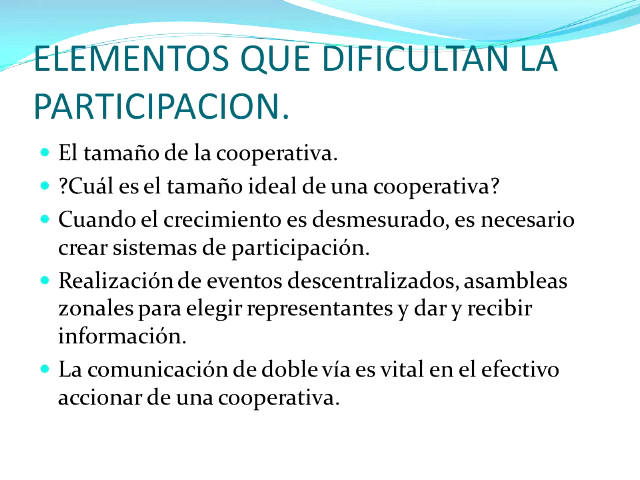 ELEMENTOS QUE DIFICULTAN LA
PARTICIPACION.
El tamaño de la cooperativa.
?Cuál es el tamaño ideal de una cooperativa?
Cuando el crecimiento es desmesurado, es necesario
crear sistemas de participación.
Realización de eventos descentralizados, asambleas
zonales para elegir representantes y dar y recibir
información.
La comunicación de doble vía es vital en el efectivo
accionar de una cooperativa.